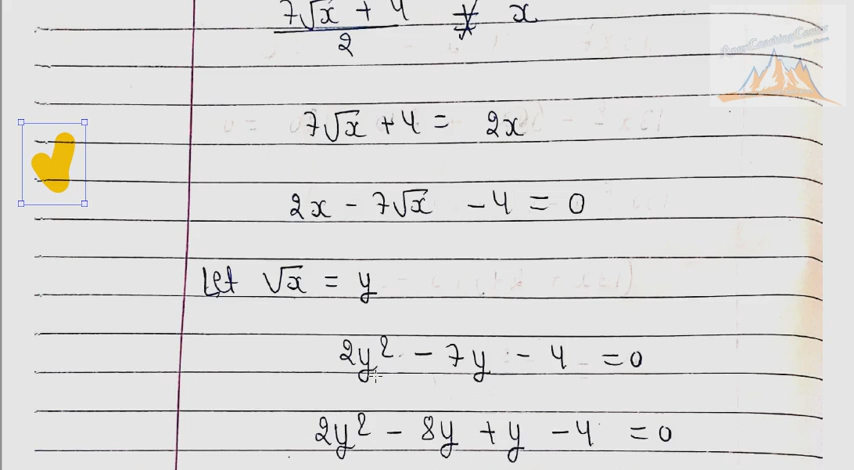 7√x + 4
2
≠ x
7√x + 4 = 2x
2x - 7√x - 4 = 0
Let √x = y
2y² - 7y - 4 = 0
2y² - 8y + y - 4 = 0